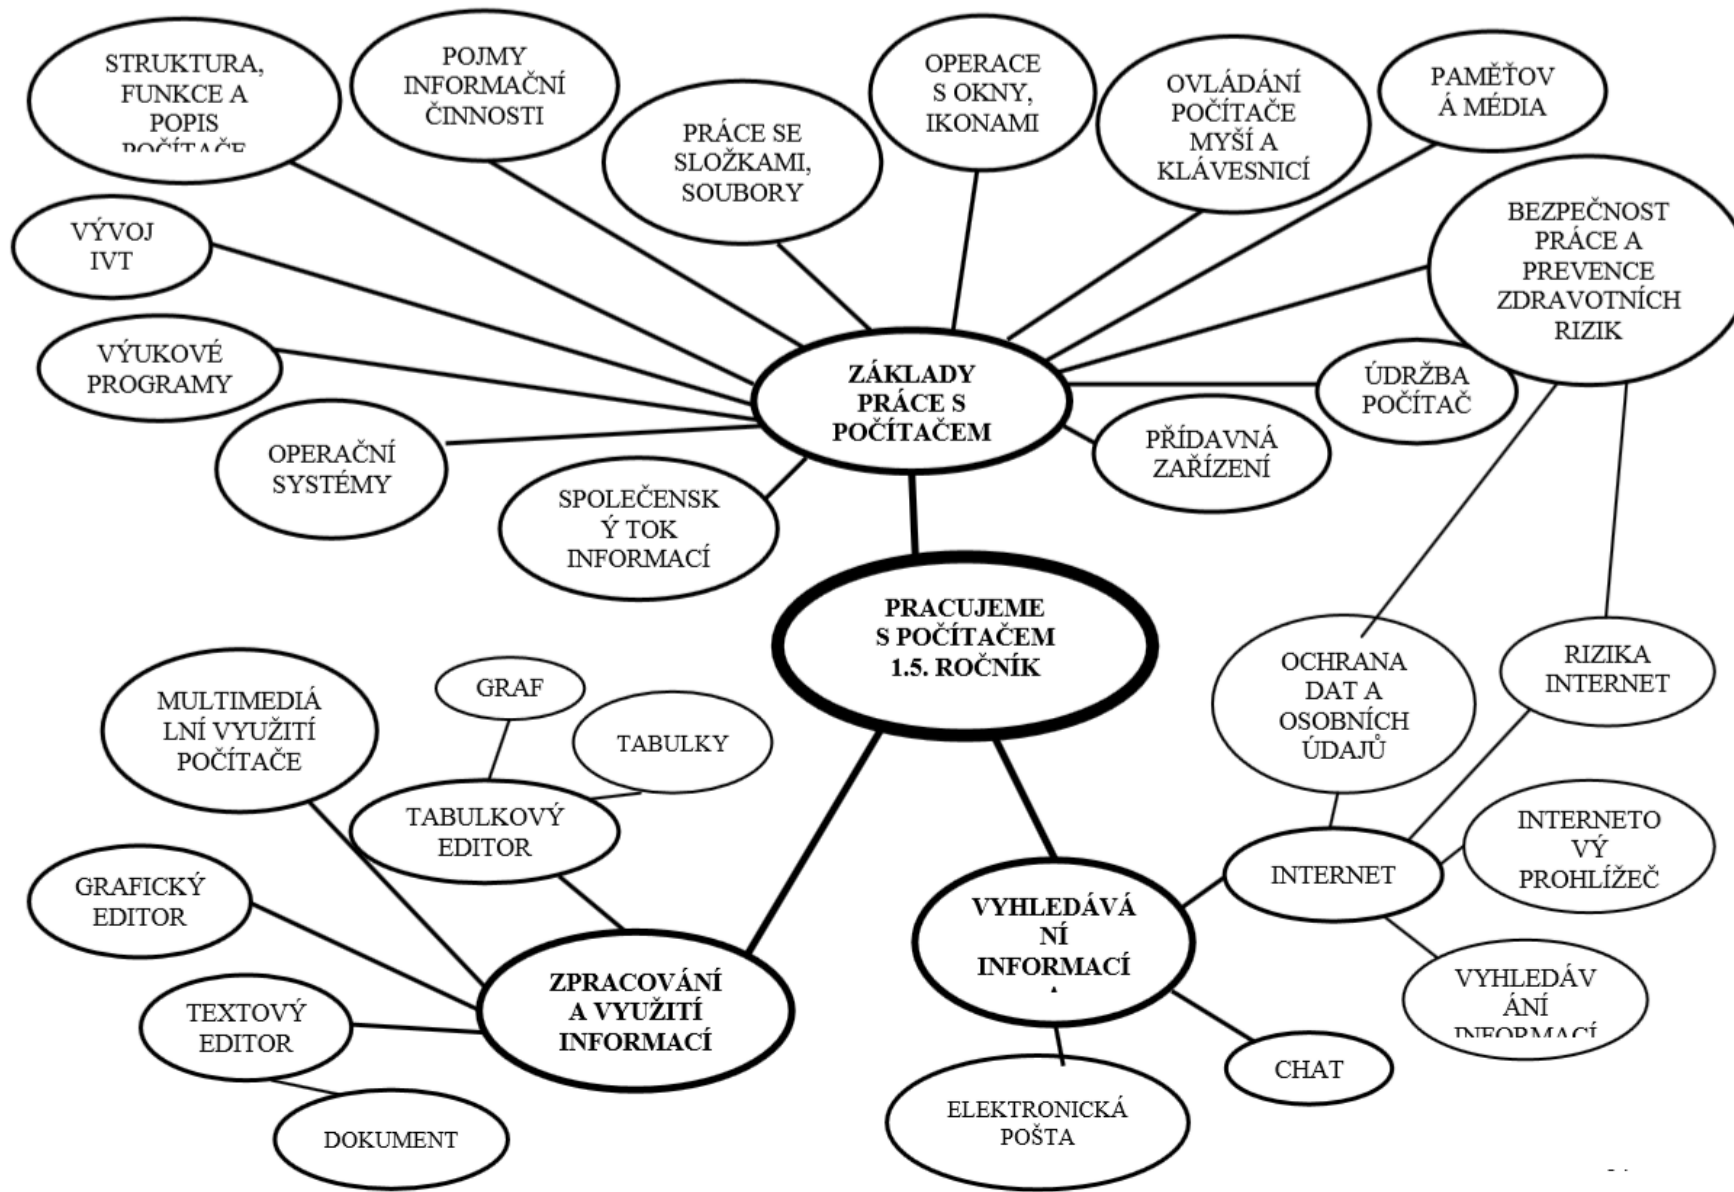 STRUKTURA,
FUNKCE A
POPIS
POČÍTAČE
POJMY
INFORMAČNÍ
ČINNOSTI
PRÁCE SE
SLOŽKAMI,
SOUBORY
OPERACE
S OKNY,
IKONAMI
OVLÁDÁNÍ
POČÍTAČE
MYŠÍ A
KLÁVESNICÍ
PAMĚŤOV
Á MÉDIA
BEZPEČNOST
PRÁCE A
PREVENCE
ZDRAVOTNÍCH
RIZIK
VÝVOJ
IVT
VÝUKOVÉ
PROGRAMY
OPERAČNÍ
SYSTÉMY
SPOLEČENSK
Ý TOK
INFORMACÍ
ZÁKLADY
PRÁCE S
POČÍTAČEM
PŘÍDAVNÁ
ZAŘÍZENÍ
ÚDRŽBA
POČÍTAČ
PRACUJEME
S POČÍTAČEM
1.5. ROČNÍK
OCHRANA
DAT A
OSOBNÍCH
ÚDAJŮ
RIZIKA
INTERNET
MULTIMEDIÁ
LNÍ VYUŽITÍ
POČÍTAČE
GRAF
TABULKY
TABULKOVÝ
EDITOR
GRAFICKÝ
EDITOR
TEXTOVÝ
EDITOR
DOKUMENT
ZPRACOVÁNÍ
A VYUŽITÍ
INFORMACÍ
VYHLEDÁVÁ
NÍ
INFORMACÍ
INTERNET
INTERNETO
VÝ
PROHLÍŽEČ
VYHLEDÁV
ÁNÍ
INFORMACÍ
CHAT
ELEKTRONICKÁ
POŠTA